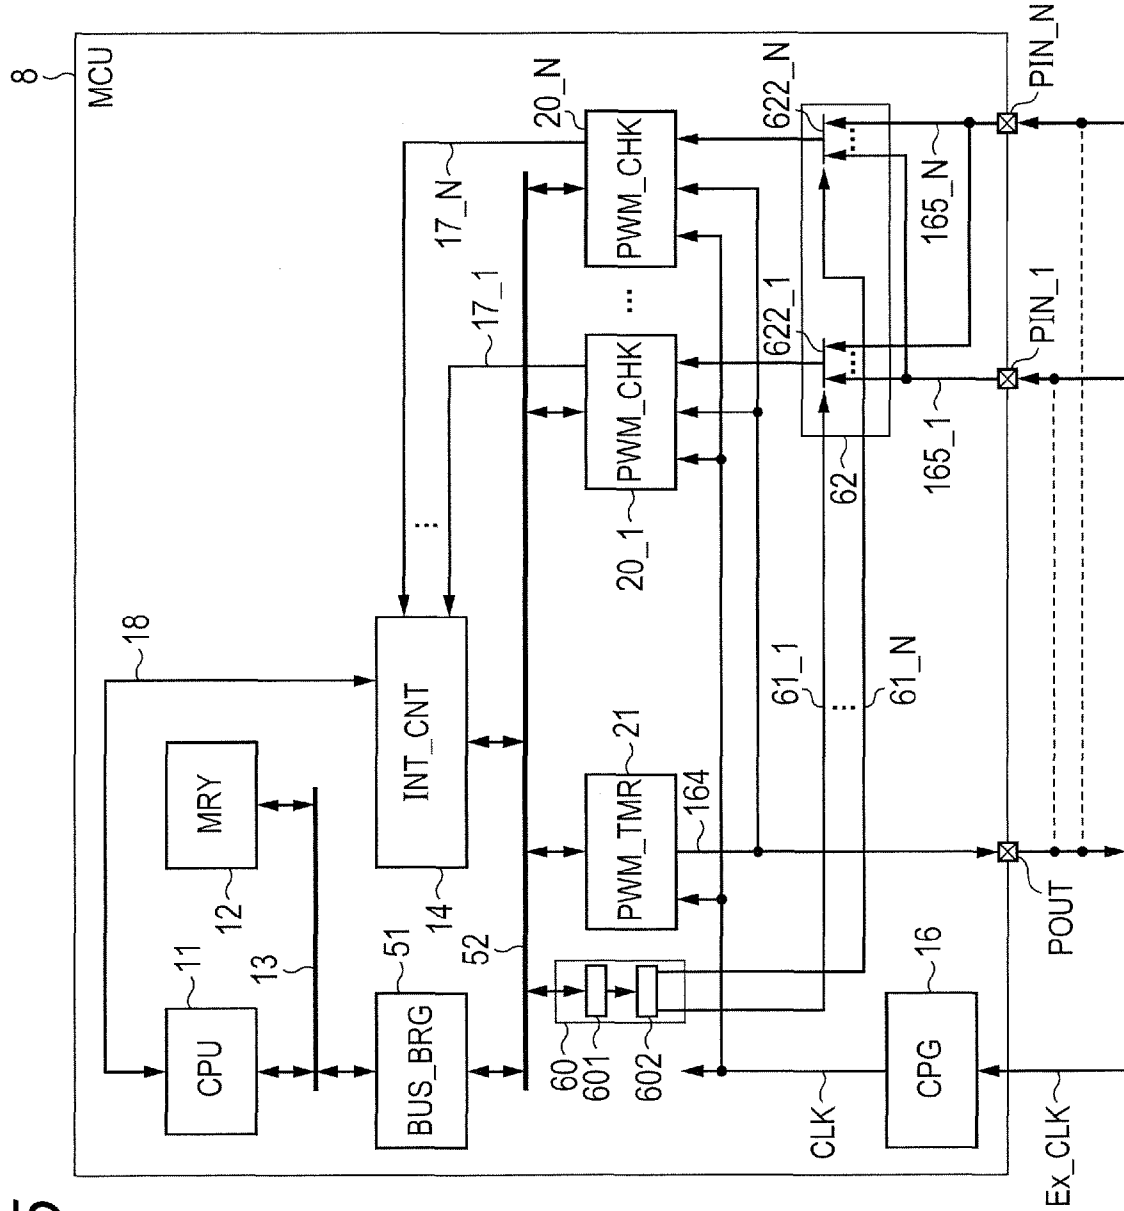 8
MCU
18
11
CPU
12
MRY
13
51
BUS_BRG
14
INT_CNT
17_N
17_1
52
60
601
602
PWM_TMR
21
164
20_1
PWM_CHK
20_N
PWM_CHK
61_1
61_N
62
622_1
622_N
CLK
16
CPG
165_1
165_N
Ex_CLK
POUT
PIN_1
PIN_N